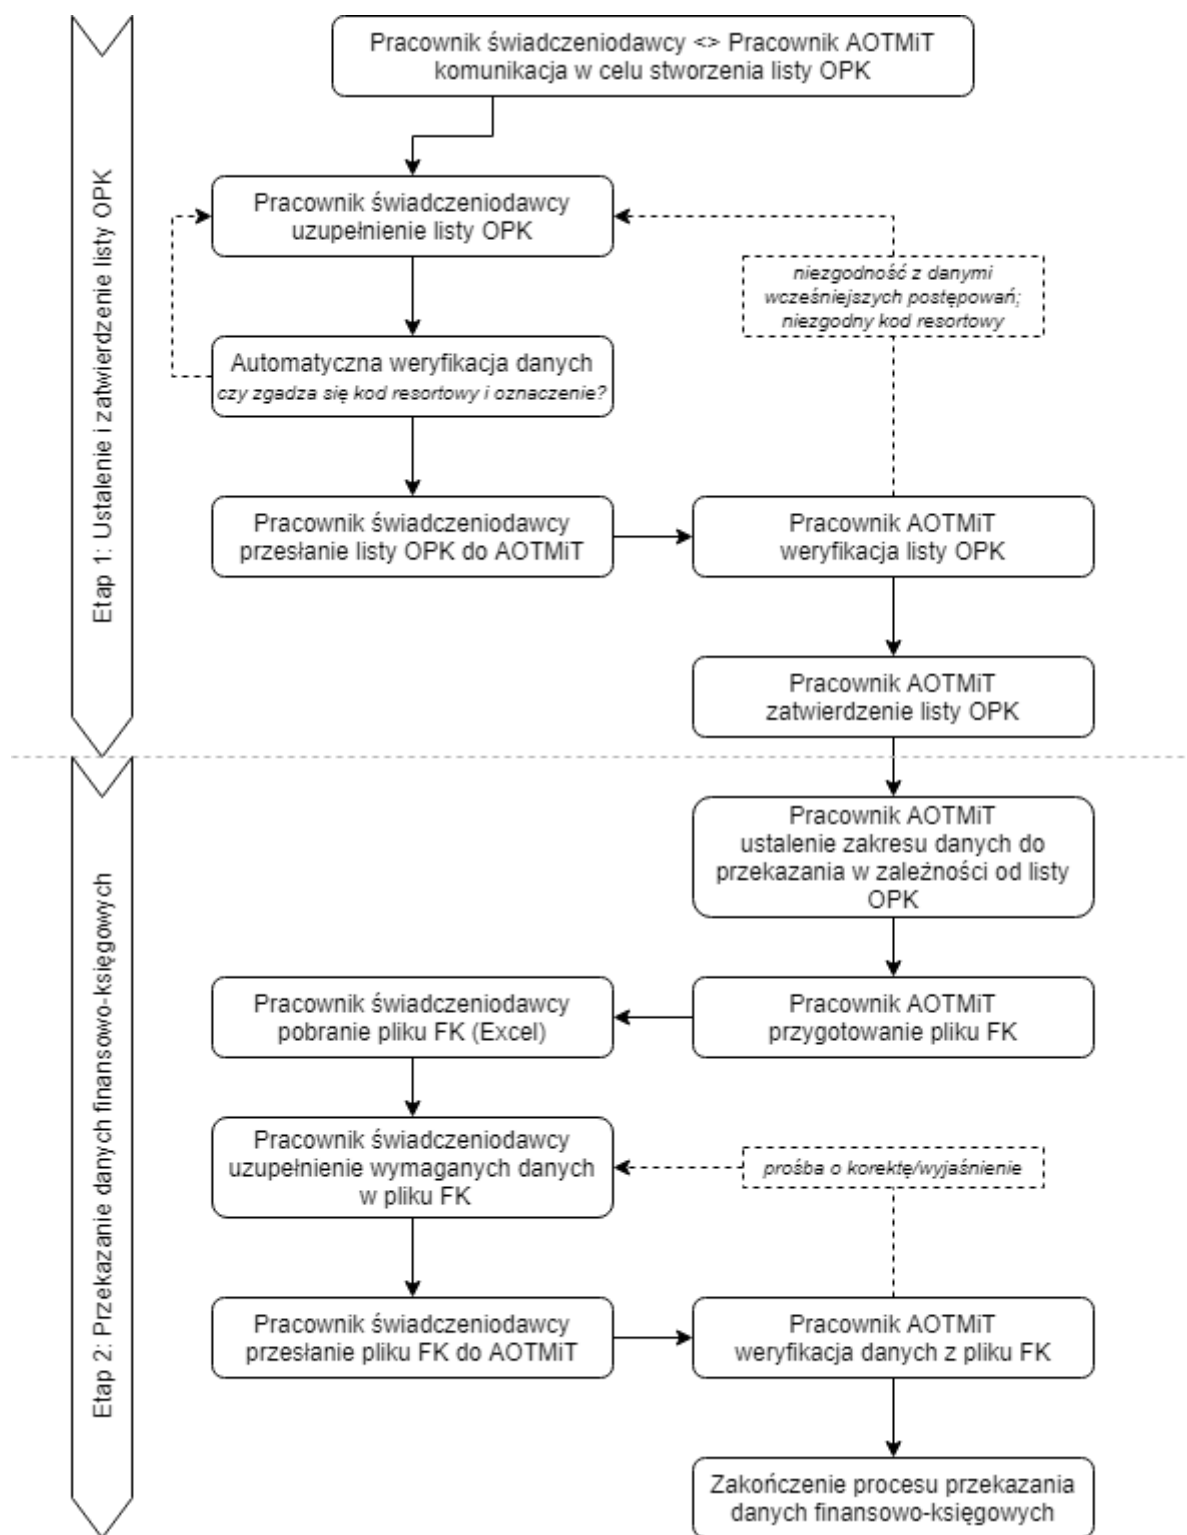 Pracownik świadczeniodawcy <> Pracownik AOTMiT
komunikacja w celu stworzenia listy OPK
Etap 1: Ustalenie i zatwierdzenie listy OPK
Pracownik świadczeniodawcy
uzupełnienie listy OPK
niezgodność z danymi
wcześniejszych postępowań;
niezgodny kod resortowy
Automatyczna weryfikacja danych
czy zgadza się kod resortowy i oznaczenie?
Pracownik świadczeniodawcy
przesłanie listy OPK do AOTMiT
Pracownik AOTMiT
weryfikacja listy OPK
Pracownik AOTMiT
zatwierdzenie listy OPK
Etap 2: Przekazanie danych finansowo-księgowych
Pracownik AOTMiT
ustalenie zakresu danych do
przekazania w zależności od listy
OPK
Pracownik AOTMiT
przygotowanie pliku FK
Pracownik świadczeniodawcy
pobranie pliku FK (Excel)
Pracownik świadczeniodawcy
uzupełnienie wymaganych danych
w pliku FK
prośba o korektę/wyjaśnienie
Pracownik świadczeniodawcy
przesłanie pliku FK do AOTMiT
Pracownik AOTMiT
weryfikacja danych z pliku FK
Zakończenie procesu przekazania
danych finansowo-księgowych